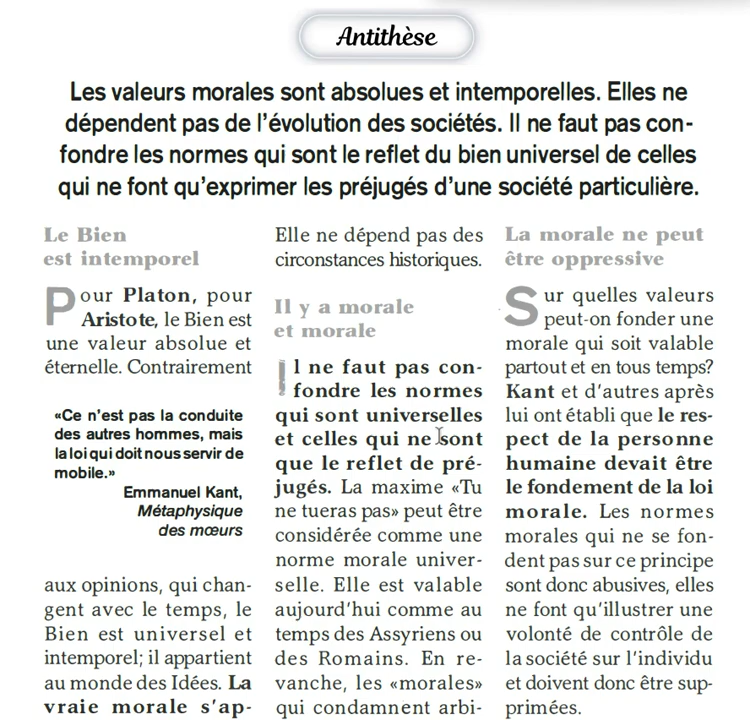 Antithèse
Les valeurs morales sont absolues et intemporelles. Elles ne
dépendent pas de l'évolution des sociétés. Il ne faut pas con-
fondre les normes qui sont le reflet du bien universel de celles
qui ne font qu'exprimer les préjugés d'une société particulière.
Le Bien
est intemporel
Pour Platon, pour
Aristote, le Bien est
une valeur absolue et
éternelle. Contrairement
«Ce n'est pas la conduite
des autres hommes, mais
la loi qui doit nous servir de
mobile.»
Emmanuel Kant,
Métaphysique
des mœurs
aux opinions, qui chan-
gent avec le temps, le
Bien est universel et
intemporel; il appartient
au monde des Idées. La
vraie morale s'ap-
Elle ne dépend pas des
circonstances historiques.
Il y a morale
et morale
Il ne faut pas con-
fondre les normes
qui sont universelles
et celles qui ne sont
que le reflet de pré-
jugés. La maxime «Tu
ne tueras pas» peut être
considérée comme une
norme morale univer-
selle. Elle est valable
aujourd'hui comme au
temps des Assyriens ou
des Romains. En re-
vanche, les «morales»
qui condamnent arbi-
La morale ne peut
être oppressive
Sur quelles valeurs
peut-on fonder une
morale qui soit valable
partout et en tous temps?
Kant et d'autres après
lui ont établi que le res-
pect de la personne
humaine devait être
le fondement de la loi
morale. Les normes
morales qui ne se fon-
dent pas sur ce principe
sont donc abusives, elles
ne font qu'illustrer une
volonté de contrôle de
la société sur l'individu
et doivent donc être sup-
primées.